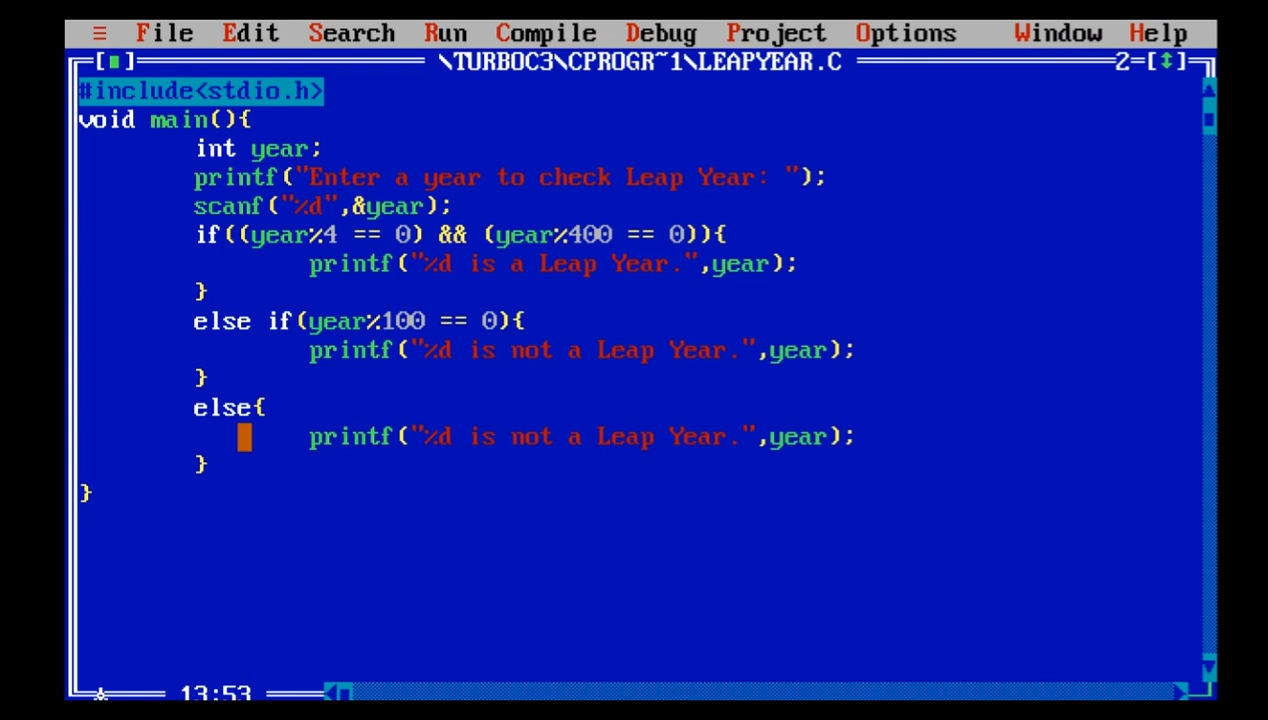 ≡ File Edit Search Run Compile Debug Project Options Window Help
[■] \TURBOC3\CPROGR~1\LEAPYEAR.C 2=[↕]
#include<stdio.h>
void main(){
int year;
printf("Enter a year to check Leap Year: ");
scanf("%d",&year);
if((year%4 == 0) && (year%400 == 0)){
printf("%d is a Leap Year.",year);
}
else if(year%100 == 0){
printf("%d is not a Leap Year.",year);
}
else{
printf("%d is not a Leap Year.",year);
}
}
13:53